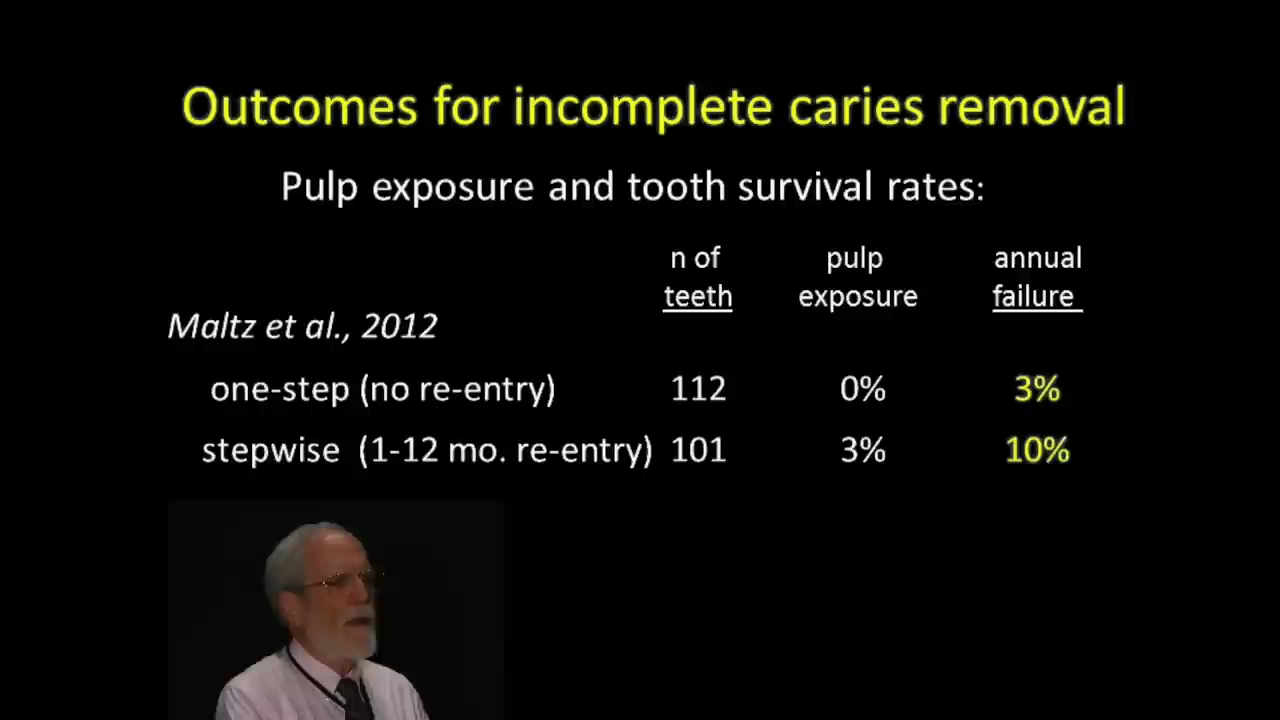 Outcomes for incomplete caries removal
Pulp exposure and tooth survival rates:
n of pulp annual
teeth exposure failure
Maltz et al., 2012
one-step (no re-entry) 112 0% 3%
stepwise (1-12 mo. re-entry) 101 3% 10%